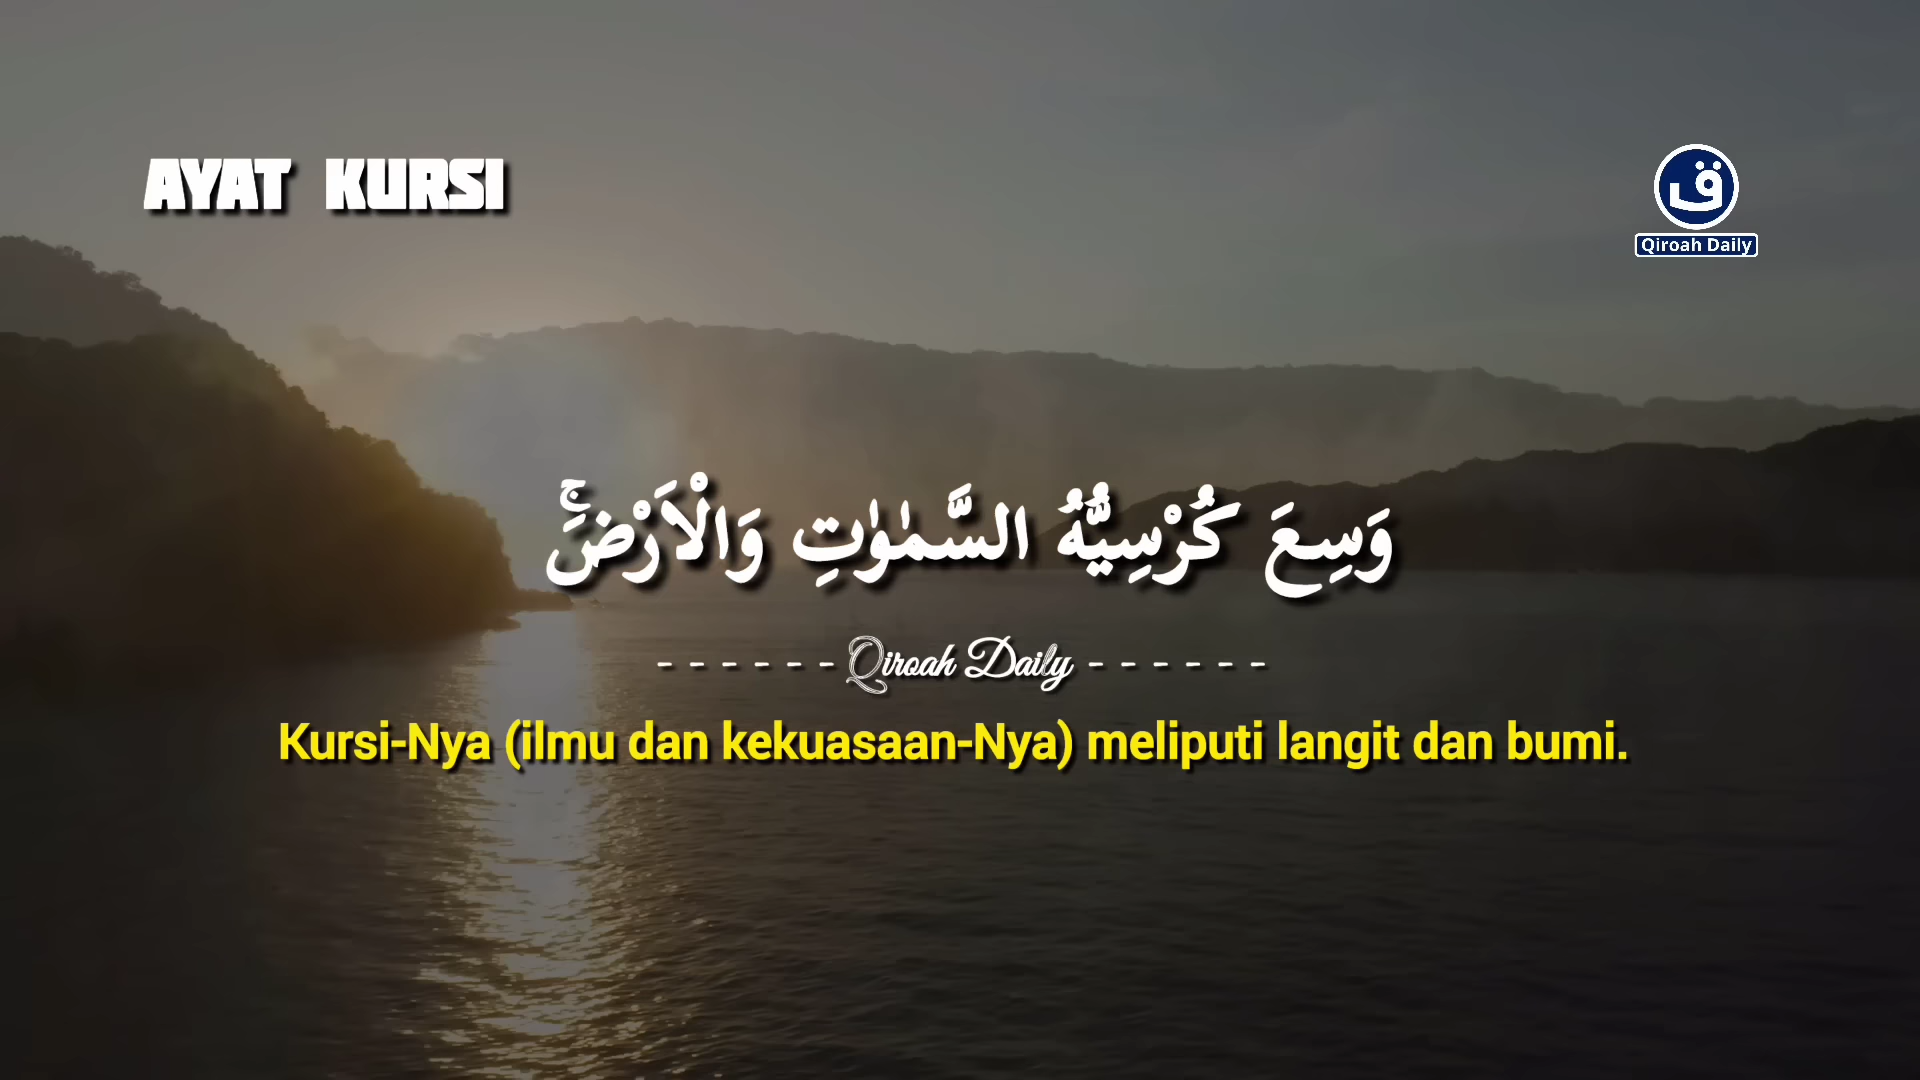 AYAT KURSI
ق
Qiroah Daily
وَسِعَ كُرْسِيُّهُ السَّمٰوٰتِ وَالْاَرْضَۚ
- - - - - - Qiroah Daily - - - - - -
Kursi-Nya (ilmu dan kekuasaan-Nya) meliputi langit dan bumi.